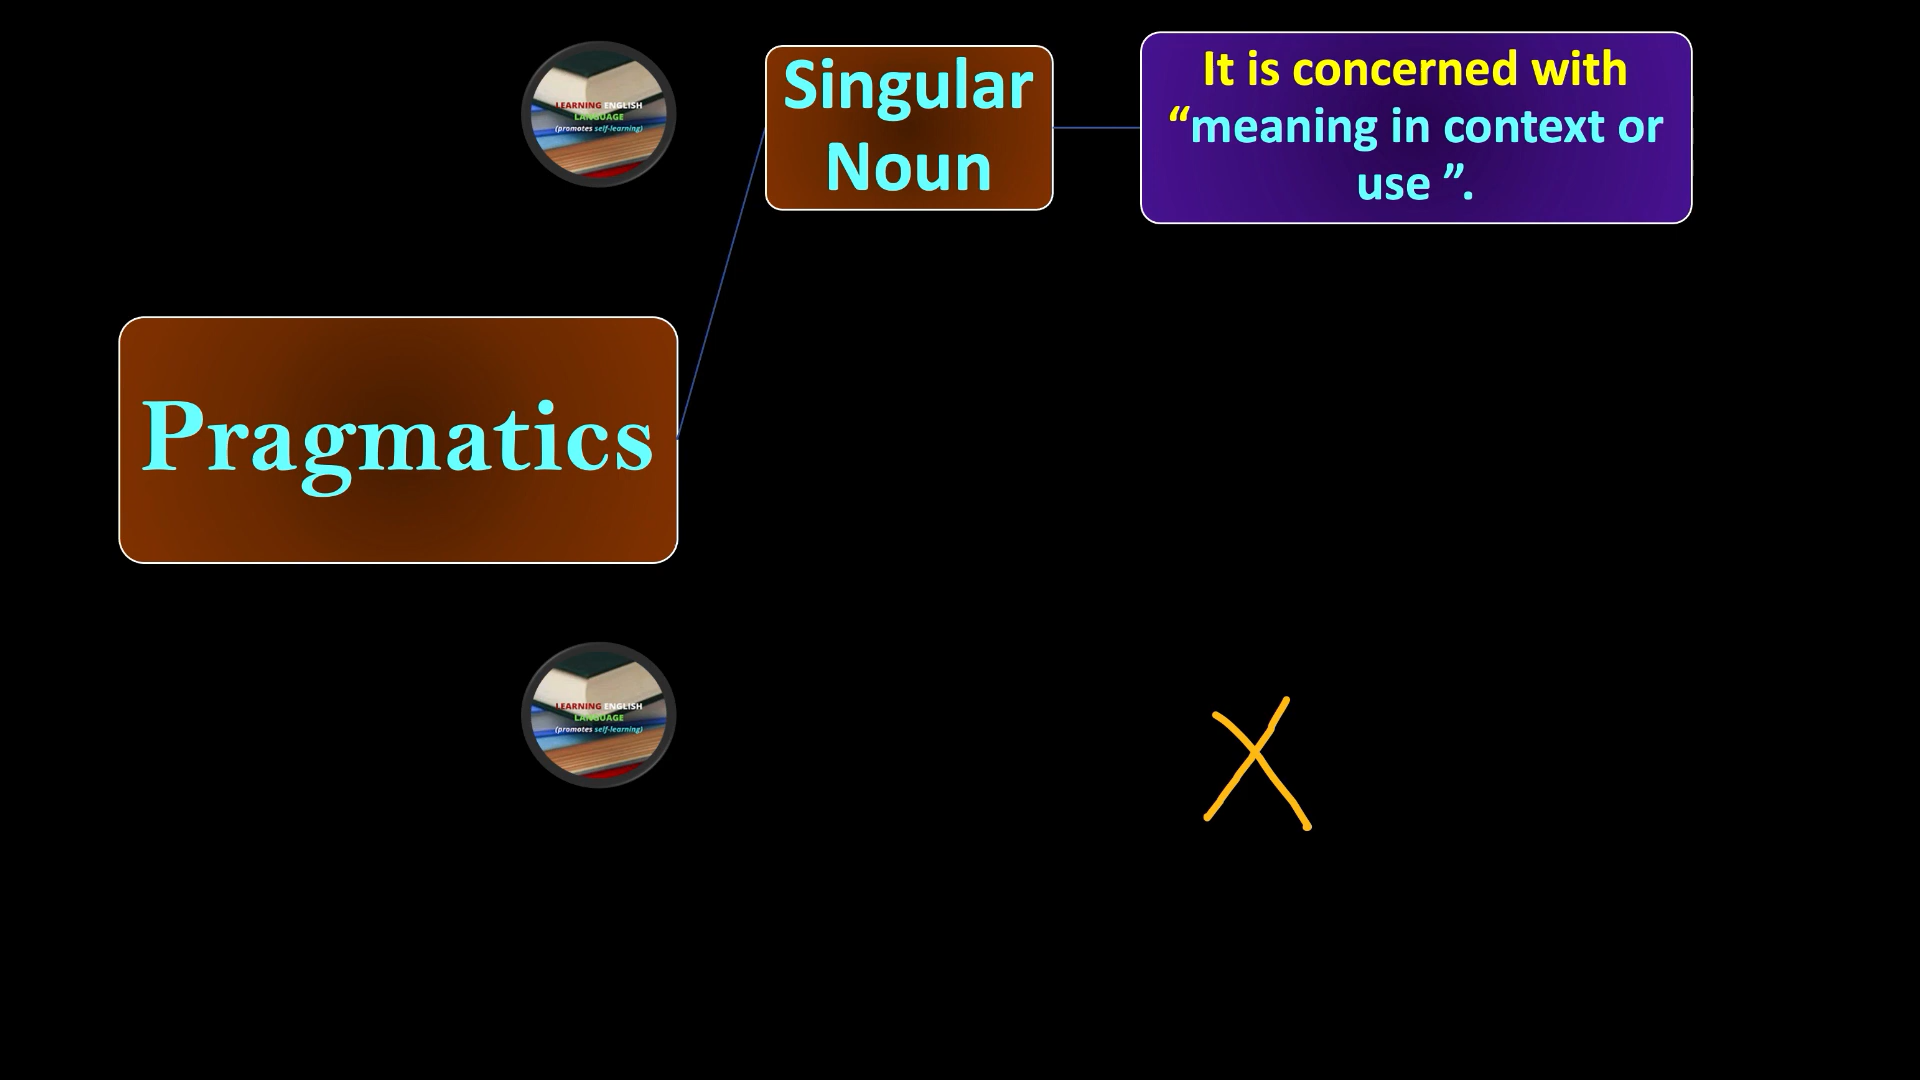 LEARNING ENGLISH
LANGUAGE
(promotes self-learning)
Singular
Noun
It is concerned with
“meaning in context or
use ”.
Pragmatics
LEARNING ENGLISH
LANGUAGE
(promotes self-learning)
X